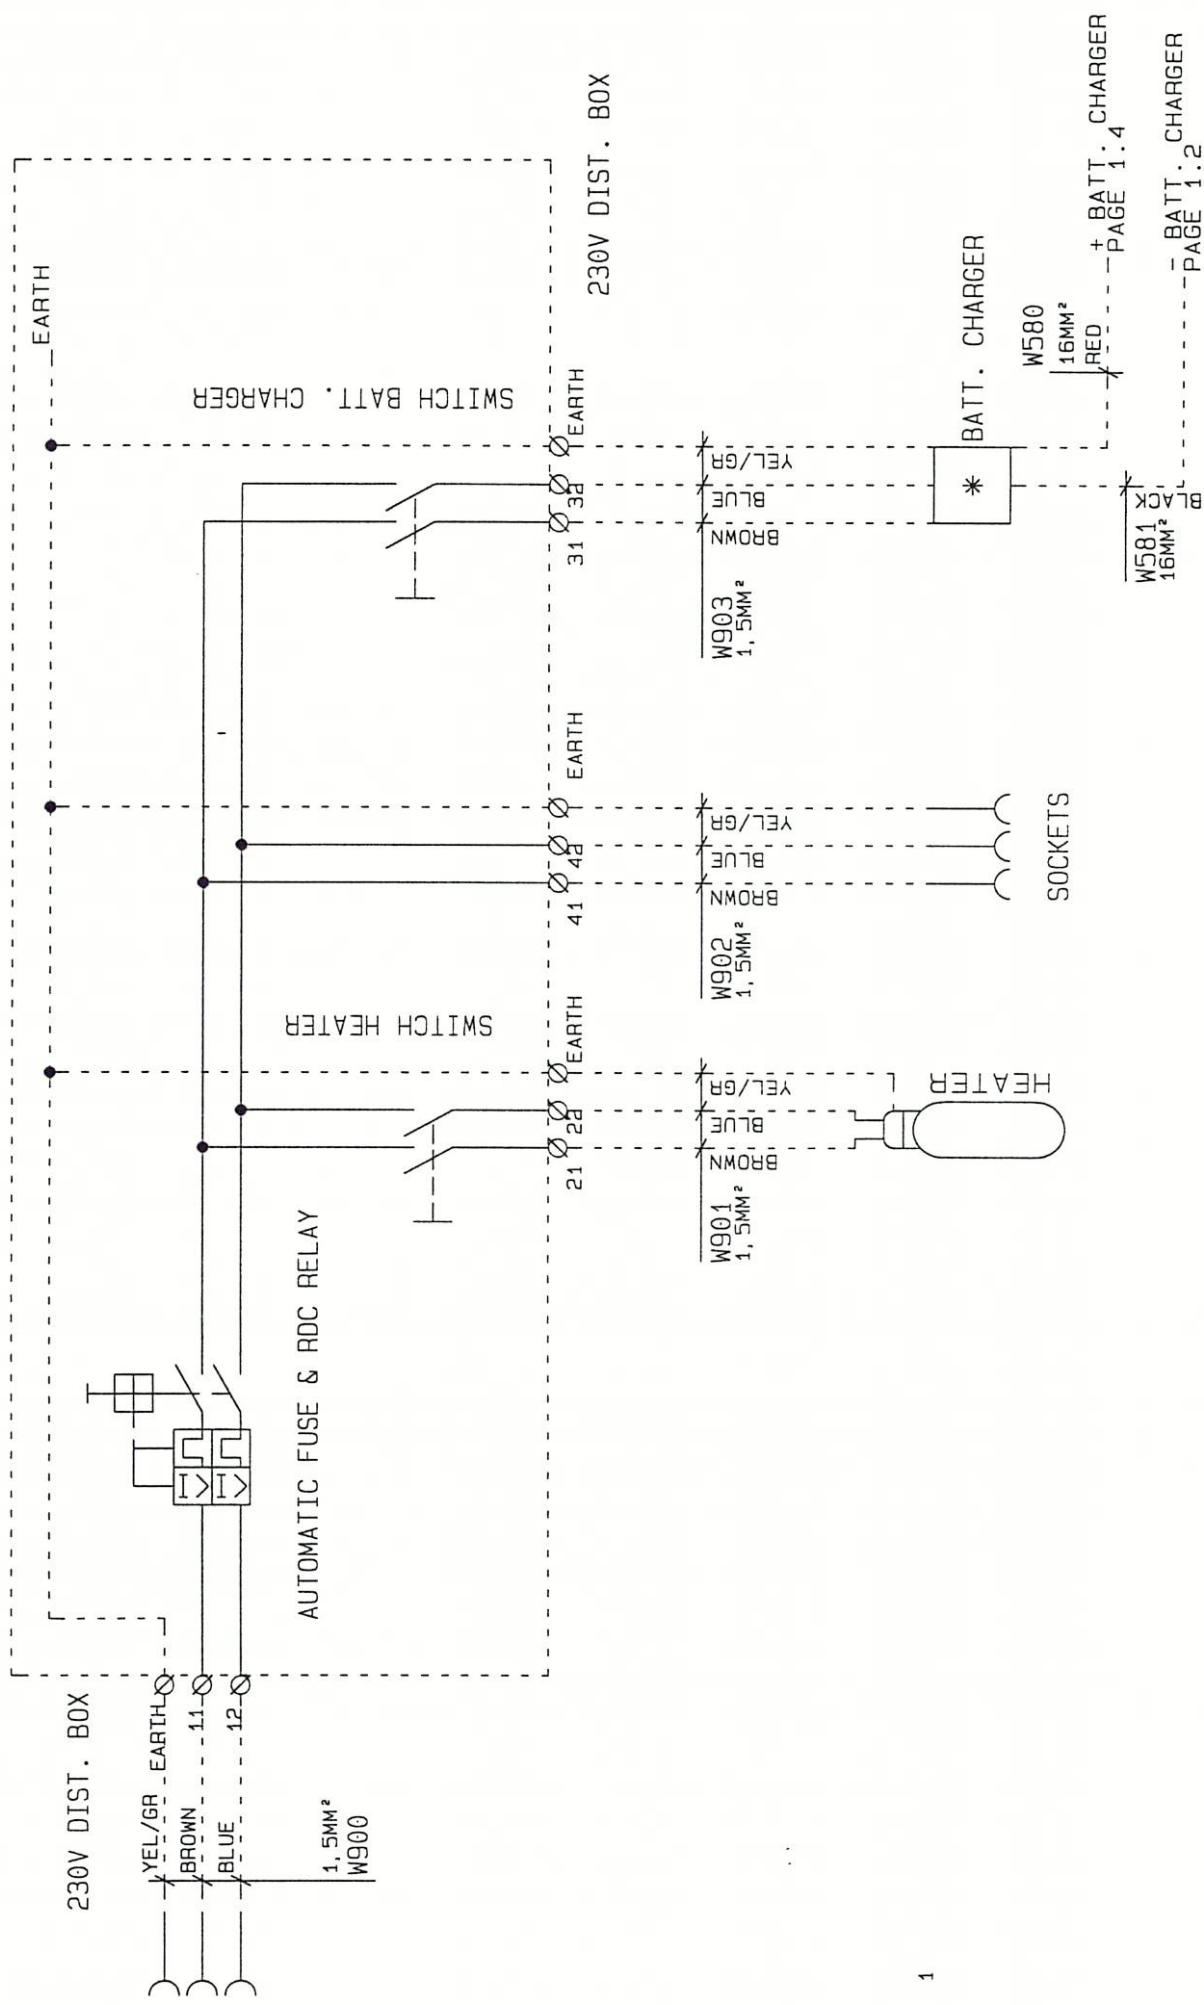 230V DIST. BOX
YEL/GR
EARTH
BROWN
11
BLUE
12
1,5MM²
W900
AUTOMATIC FUSE & RDC RELAY
EARTH
SWITCH HEATER
SWITCH BATT. CHARGER
230V DIST. BOX
21
22
EARTH
41
42
EARTH
31
32
EARTH
W901
1,5MM²
BROWN
BLUE
YEL/GR
W902
1,5MM²
BROWN
BLUE
YEL/GR
W903
1,5MM²
BROWN
BLUE
YEL/GR
HEATER
SOCKETS
*
BATT. CHARGER
W580
16MM²
RED
+ BATT. CHARGER
PAGE 1.4
W581
16MM²
BLACK
- BATT. CHARGER
PAGE 1.2
1